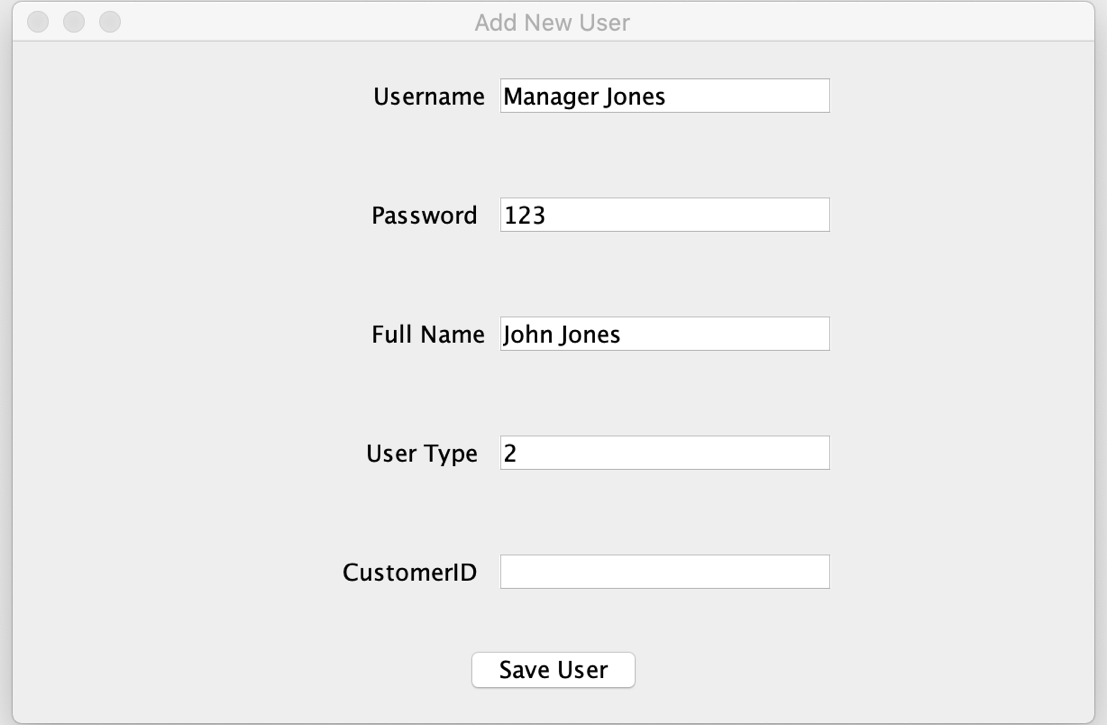 Add New User
Username Manager Jones
Password 123
Full Name John Jones
User Type 2
CustomerID
Save User